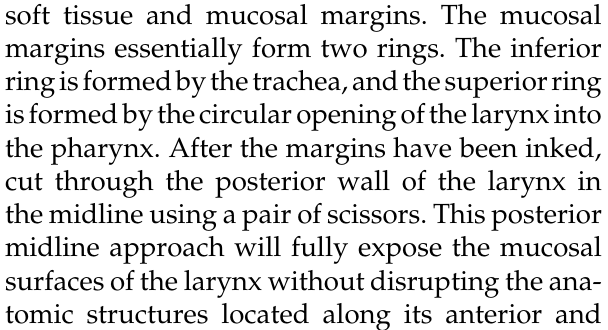 soft tissue and mucosal margins. The mucosal
margins essentially form two rings. The inferior
ring is formed by the trachea, and the superior ring
is formed by the circular opening of the larynx into
the pharynx. After the margins have been inked,
cut through the posterior wall of the larynx in
the midline using a pair of scissors. This posterior
midline approach will fully expose the mucosal
surfaces of the larynx without disrupting the ana-
tomic structures located along its anterior and